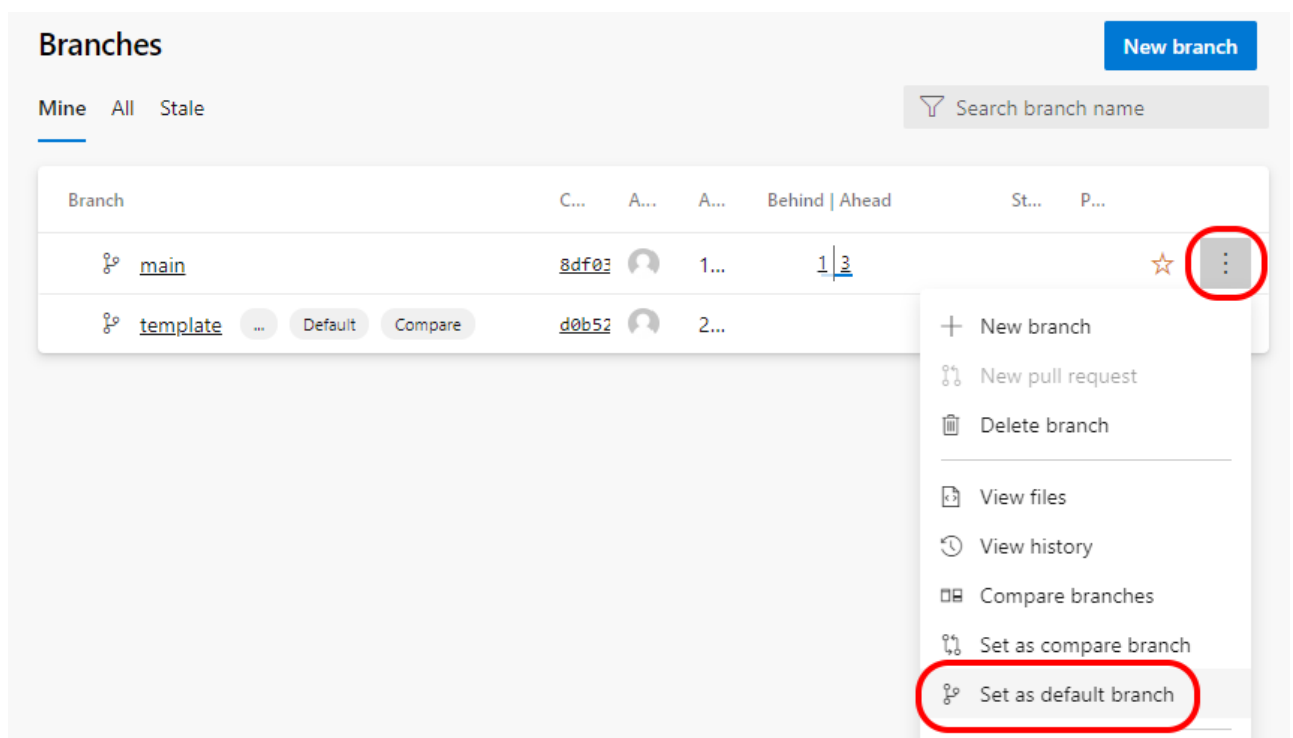 Branches
New branch
Mine All Stale
Search branch name
Branch C... A... A... Behind | Ahead St... P...
main 8df03 1... 1 3
template ... Default Compare d0b52 2...
New branch
New pull request
Delete branch
View files
View history
Compare branches
Set as compare branch
Set as default branch